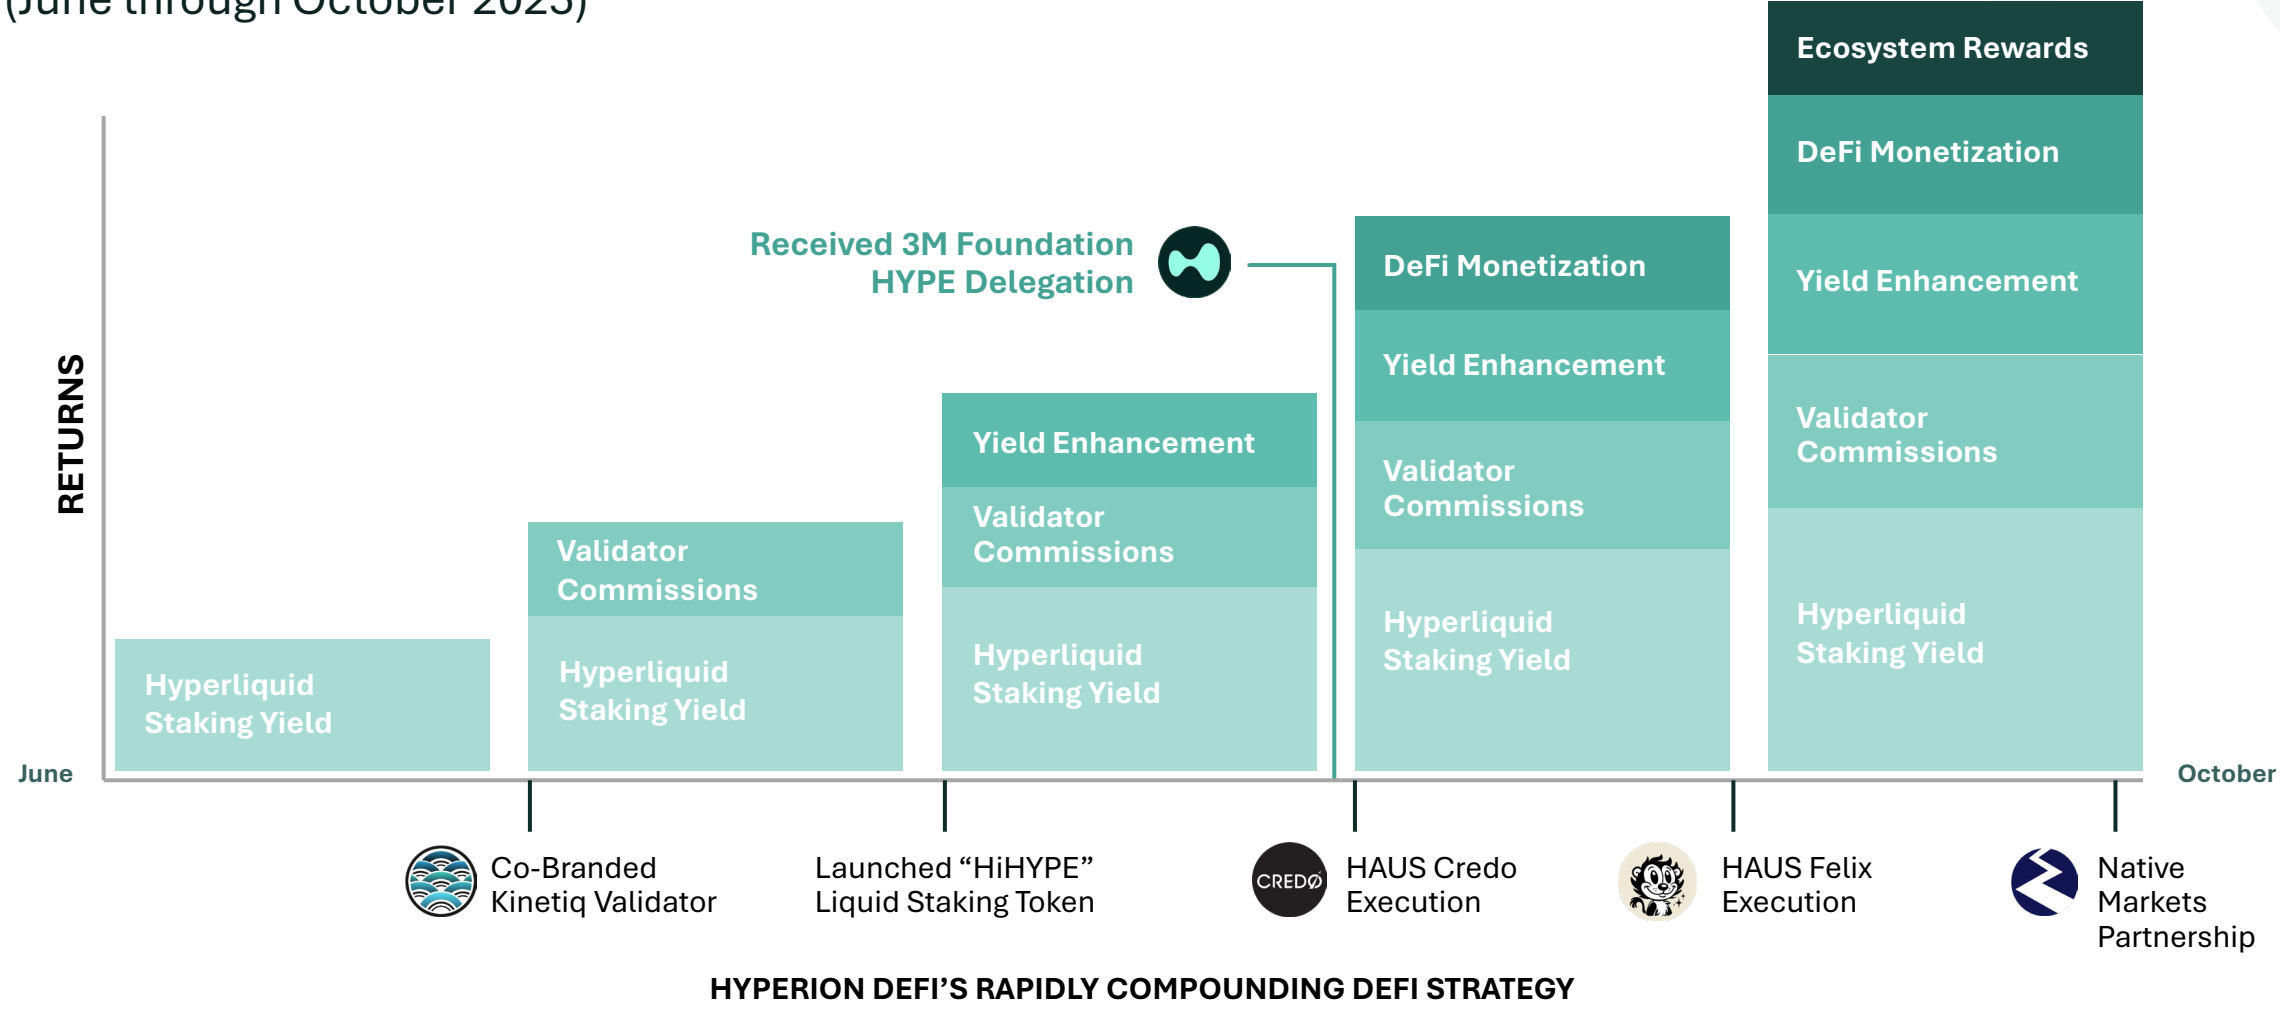 (June through October 2025)
Ecosystem Rewards
DeFi Monetization
Yield Enhancement
Validator
Commissions
Hyperliquid
Staking Yield
Received 3M Foundation
HYPE Delegation
DeFi Monetization
Yield Enhancement
Validator
Commissions
Hyperliquid
Staking Yield
Yield Enhancement
Validator
Commissions
Hyperliquid
Staking Yield
Validator
Commissions
Hyperliquid
Staking Yield
Hyperliquid
Staking Yield
RETURNS
June
October
Co-Branded
Kinetiq Validator
Launched “HiHYPE”
Liquid Staking Token
CREDØ
HAUS Credo
Execution
HAUS Felix
Execution
Native
Markets
Partnership
HYPERION DEFI’S RAPIDLY COMPOUNDING DEFI STRATEGY